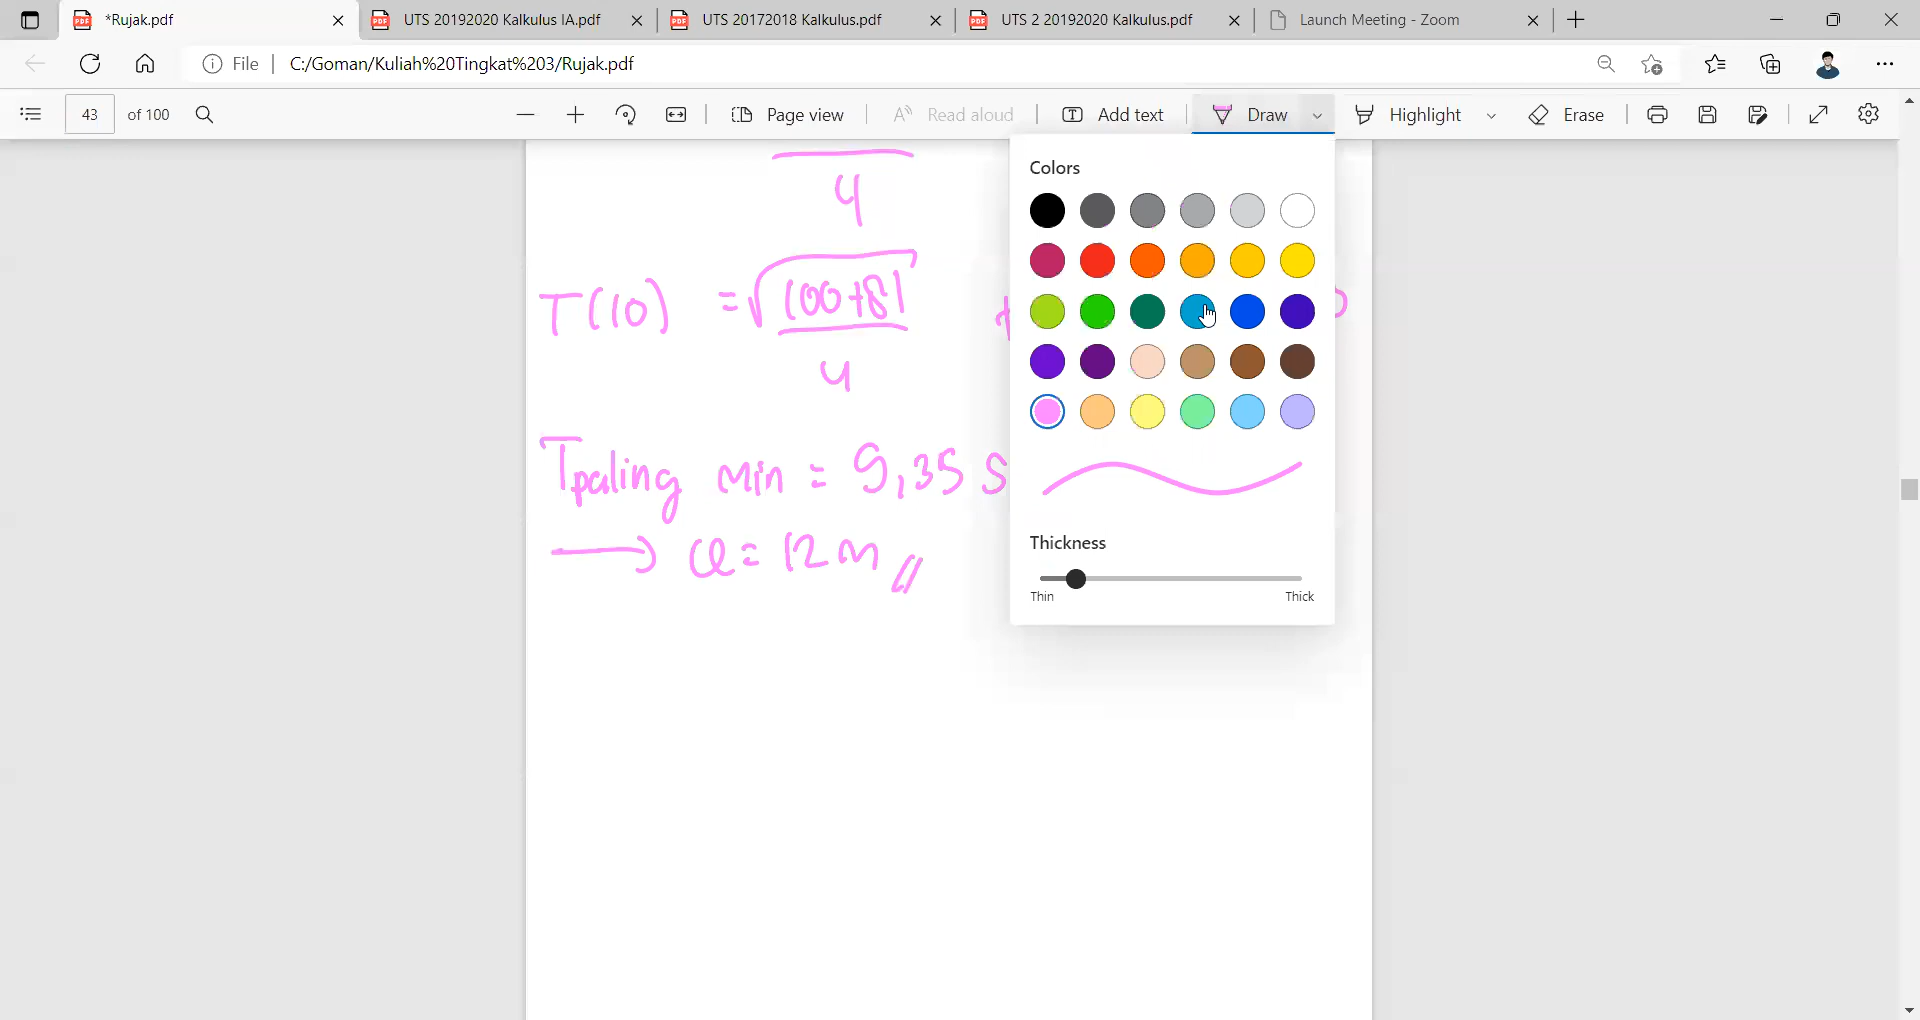 *Rujak.pdf
UTS 20192020 Kalkulus IA.pdf
UTS 20172018 Kalkulus.pdf
UTS 2 20192020 Kalkulus.pdf
Launch Meeting - Zoom
File
C:/Goman/Kuliah%20Tingkat%203/Rujak.pdf
43 of 100
Page view
Read aloud
Add text
Draw
Highlight
Erase
Colors
4
T(10) = √100+81
4
Tpaling min = 9,35 s
→ a = 12 m //
Thickness
Thin
Thick